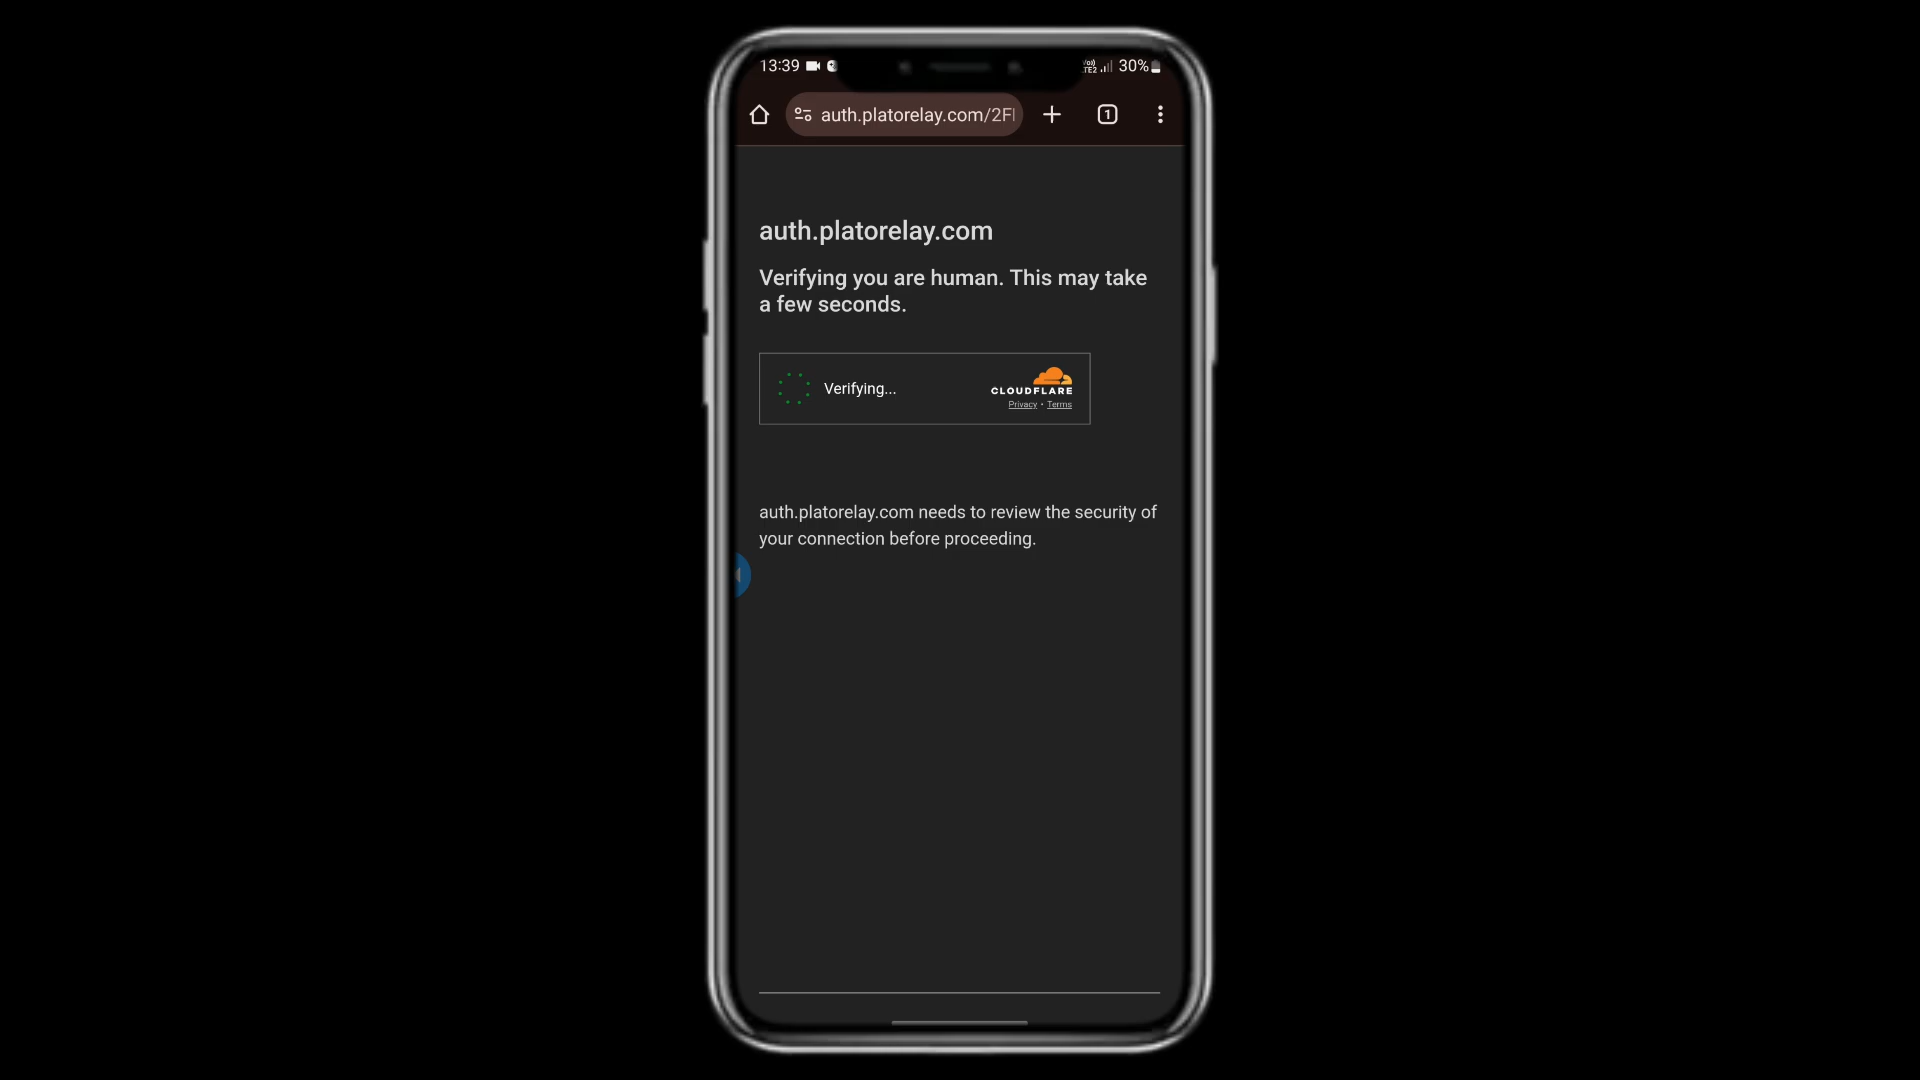 13:39
30%
auth.platorelay.com/2F
1
auth.platorelay.com
Verifying you are human. This may take
a few seconds.
Verifying...
CLOUDFLARE
Privacy • Terms
auth.platorelay.com needs to review the security of
your connection before proceeding.